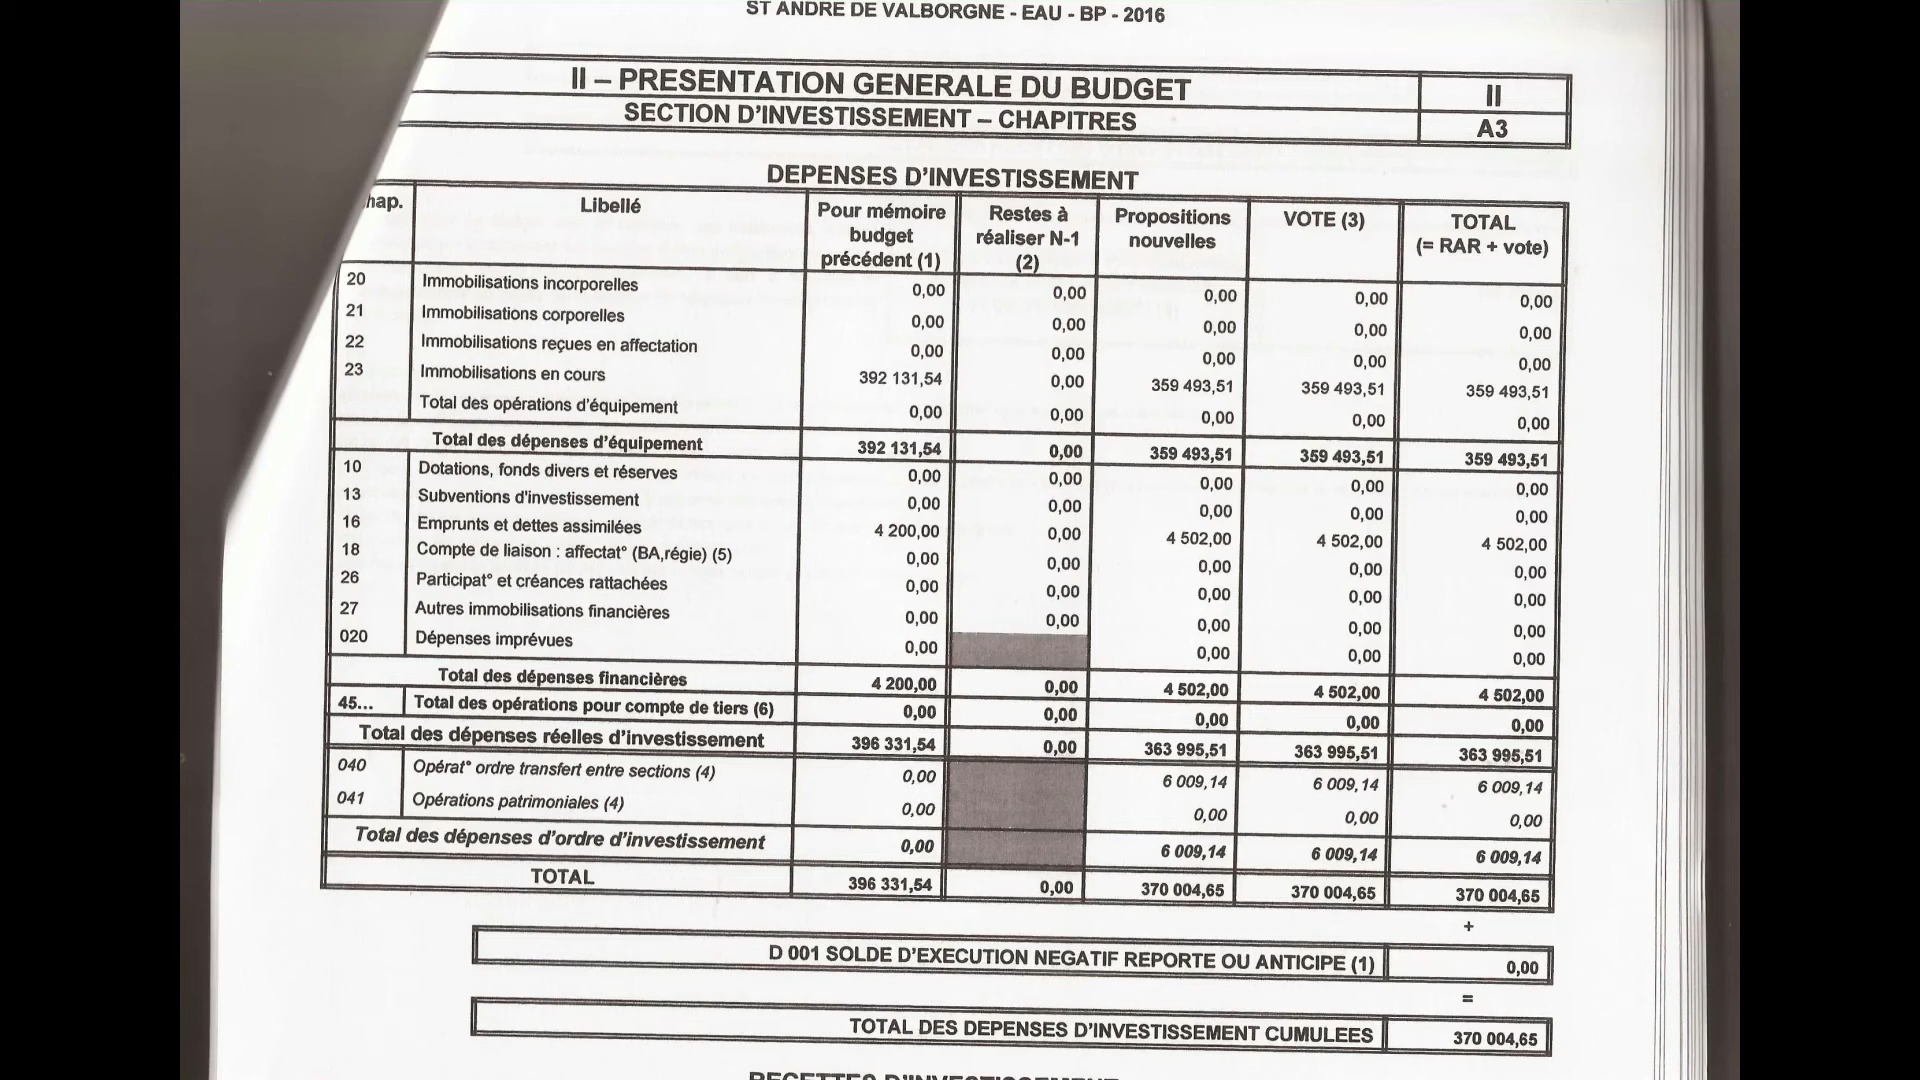 ST ANDRE DE VALBORGNE - EAU - BP - 2016
II – PRESENTATION GENERALE DU BUDGET II
SECTION D'INVESTISSEMENT – CHAPITRES A3
DEPENSES D'INVESTISSEMENT
hap. Libellé Pour mémoire budget précédent (1) Restes à réaliser N-1 (2) Propositions nouvelles VOTE (3) TOTAL (= RAR + vote)
20 Immobilisations incorporelles 0,00 0,00 0,00 0,00 0,00
21 Immobilisations corporelles 0,00 0,00 0,00 0,00 0,00
22 Immobilisations reçues en affectation 0,00 0,00 0,00 0,00 0,00
23 Immobilisations en cours 392 131,54 0,00 359 493,51 359 493,51 359 493,51
Total des opérations d'équipement 0,00 0,00 0,00 0,00 0,00
Total des dépenses d'équipement 392 131,54 0,00 359 493,51 359 493,51 359 493,51
10 Dotations, fonds divers et réserves 0,00 0,00 0,00 0,00 0,00
13 Subventions d'investissement 0,00 0,00 0,00 0,00 0,00
16 Emprunts et dettes assimilées 4 200,00 0,00 4 502,00 4 502,00 4 502,00
18 Compte de liaison : affectat° (BA,régie) (5) 0,00 0,00 0,00 0,00 0,00
26 Participat° et créances rattachées 0,00 0,00 0,00 0,00 0,00
27 Autres immobilisations financières 0,00 0,00 0,00 0,00 0,00
020 Dépenses imprévues 0,00 0,00 0,00 0,00
Total des dépenses financières 4 200,00 0,00 4 502,00 4 502,00 4 502,00
45... Total des opérations pour compte de tiers (6) 0,00 0,00 0,00 0,00 0,00
Total des dépenses réelles d'investissement 396 331,54 0,00 363 995,51 363 995,51 363 995,51
040 Opérat° ordre transfert entre sections (4) 0,00 6 009,14 6 009,14 6 009,14
041 Opérations patrimoniales (4) 0,00 0,00 0,00 0,00
Total des dépenses d'ordre d'investissement 0,00 6 009,14 6 009,14 6 009,14
TOTAL 396 331,54 0,00 370 004,65 370 004,65 370 004,65
+
D 001 SOLDE D'EXECUTION NEGATIF REPORTE OU ANTICIPE (1) 0,00
=
TOTAL DES DEPENSES D'INVESTISSEMENT CUMULEES 370 004,65
RECETTES D'INVESTISSEMENT